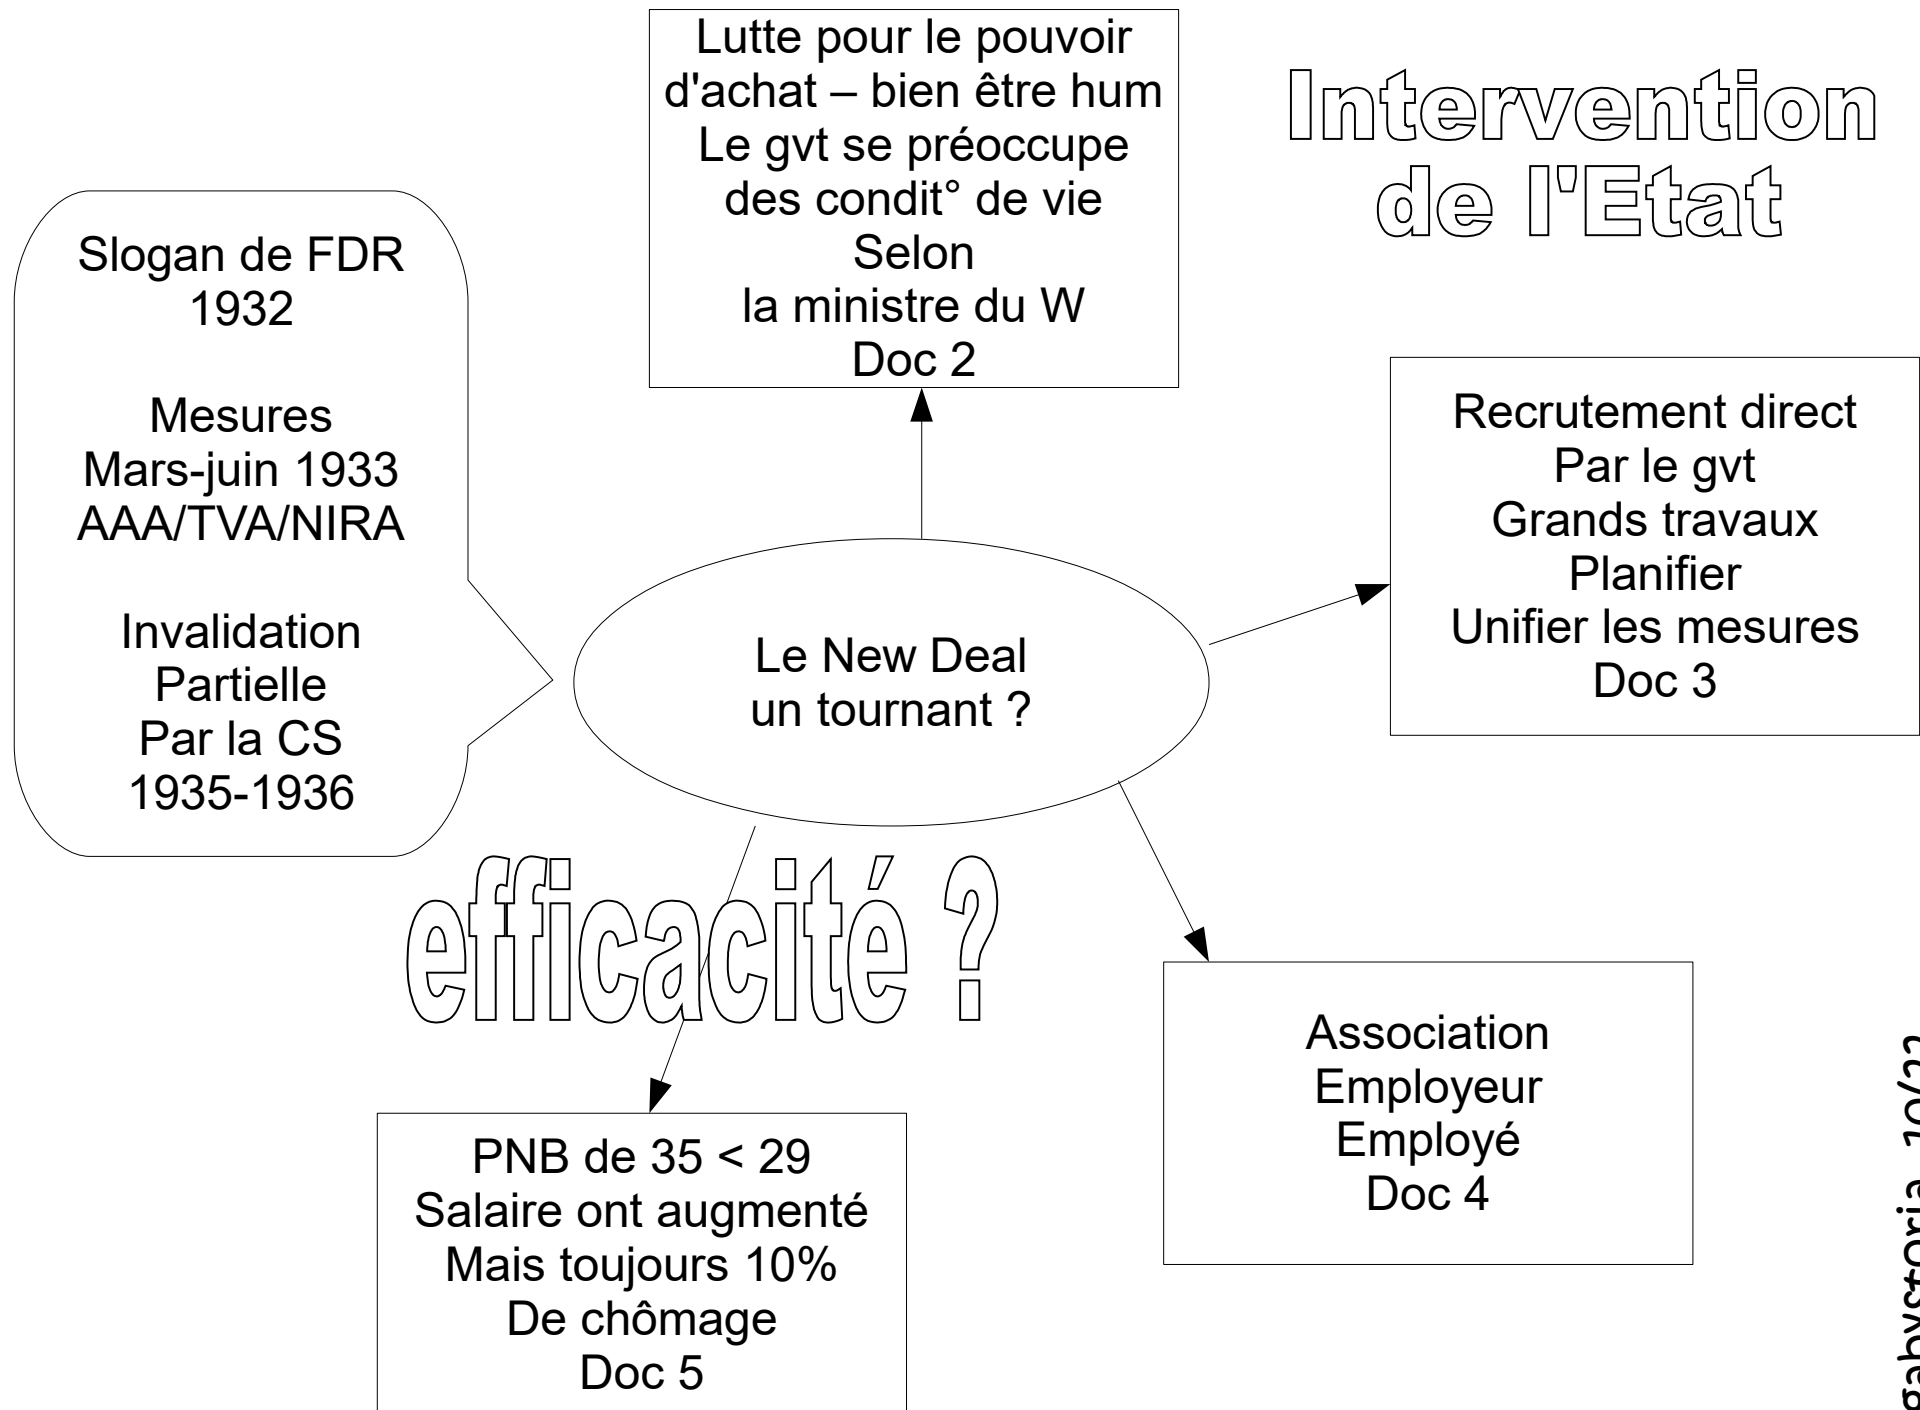 Lutte pour le pouvoir
d'achat – bien être hum
Le gvt se préoccupe
des condit° de vie
Selon
la ministre du W
Doc 2
Intervention
de l'Etat
Slogan de FDR
1932
Mesures
Mars-juin 1933
AAA/TVA/NIRA
Invalidation
Partielle
Par la CS
1935-1936
Recrutement direct
Par le gvt
Grands travaux
Planifier
Unifier les mesures
Doc 3
Le New Deal
un tournant ?
efficacité ?
Association
Employeur
Employé
Doc 4
PNB de 35 < 29
Salaire ont augmenté
Mais toujours 10%
De chômage
Doc 5
gabystoria 10/22